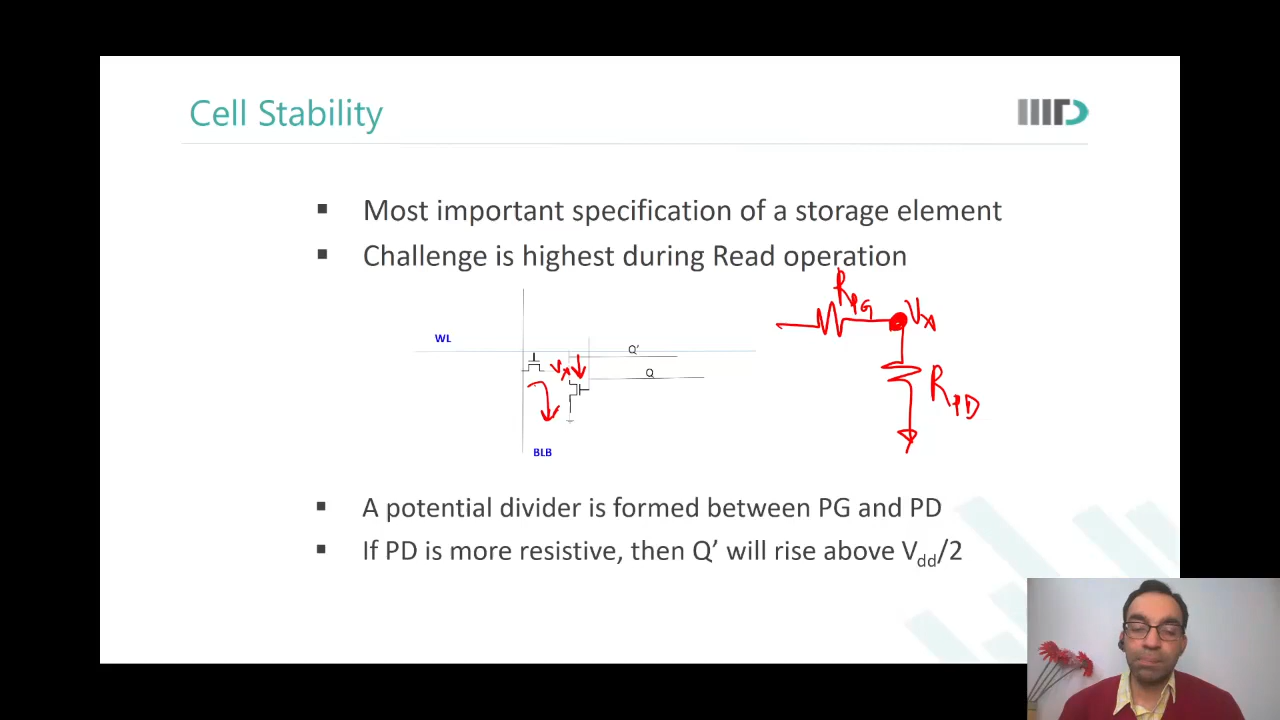 Cell Stability
IIITD
▪ Most important specification of a storage element
▪ Challenge is highest during Read operation
R_PG
V_x
WL
Q'
V_x
Q
R_PD
BLB
▪ A potential divider is formed between PG and PD
▪ If PD is more resistive, then Q’ will rise above V_dd/2